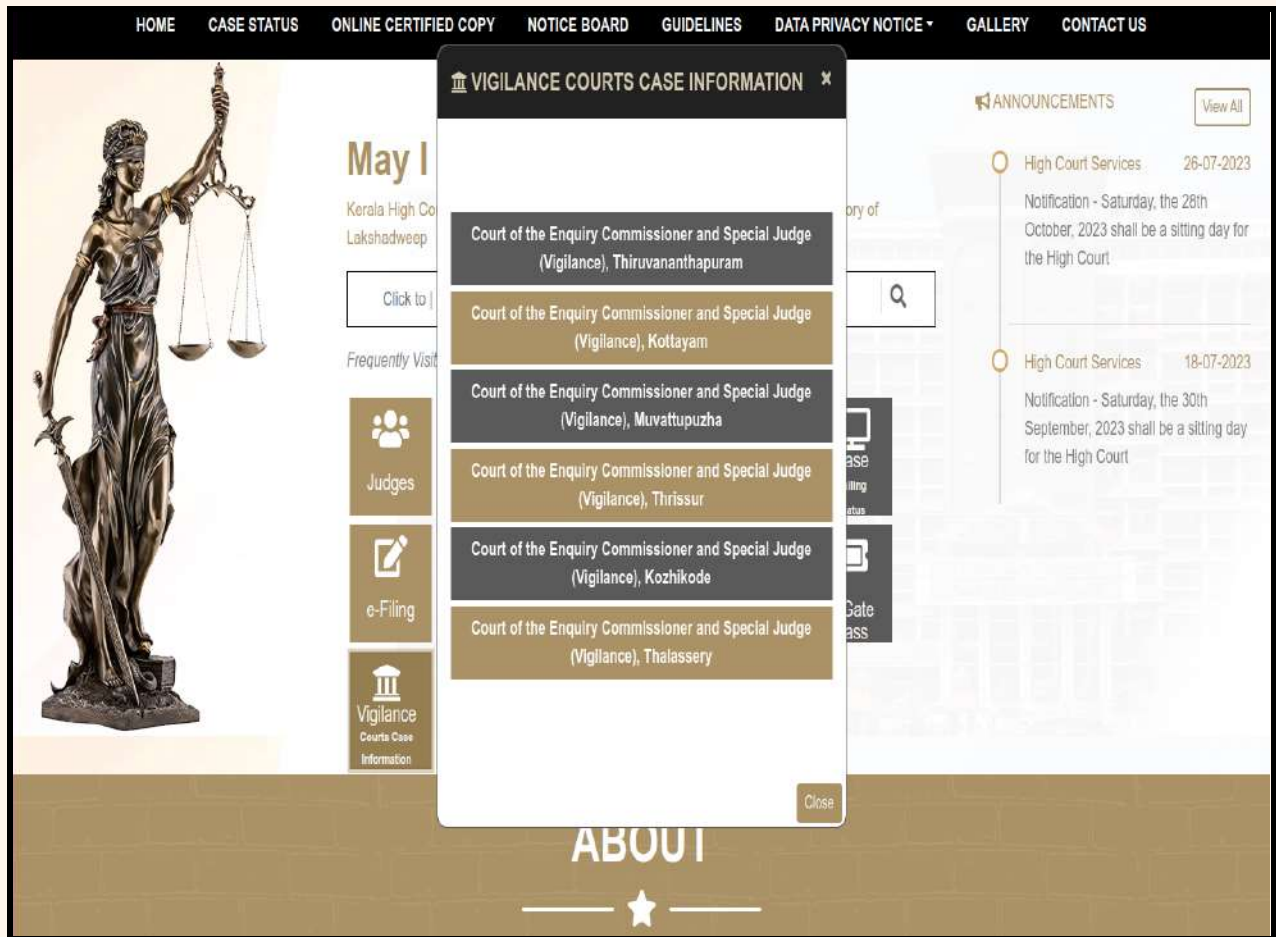 HOME CASE STATUS ONLINE CERTIFIED COPY NOTICE BOARD GUIDELINES DATA PRIVACY NOTICE GALLERY CONTACT US
VIGILANCE COURTS CASE INFORMATION ×
Court of the Enquiry Commissioner and Special Judge
(Vigilance), Thiruvananthapuram
Court of the Enquiry Commissioner and Special Judge
(Vigilance), Kottayam
Court of the Enquiry Commissioner and Special Judge
(Vigilance), Muvattupuzha
Court of the Enquiry Commissioner and Special Judge
(Vigilance), Thrissur
Court of the Enquiry Commissioner and Special Judge
(Vigilance), Kozhikode
Court of the Enquiry Commissioner and Special Judge
(Vigilance), Thalassery
Close
May I
Kerala High
Lakshadweep
of
Click to |
Frequently
Judges
e-Filing
Vigilance
Courts Case
Information
ANNOUNCEMENTS View All
High Court Services 26-07-2023
Notification - Saturday, the 28th
October, 2023 shall be a sitting day for
the High Court
High Court Services 18-07-2023
Notification - Saturday, the 30th
September, 2023 shall be a sitting day
for the High Court
ABOUT